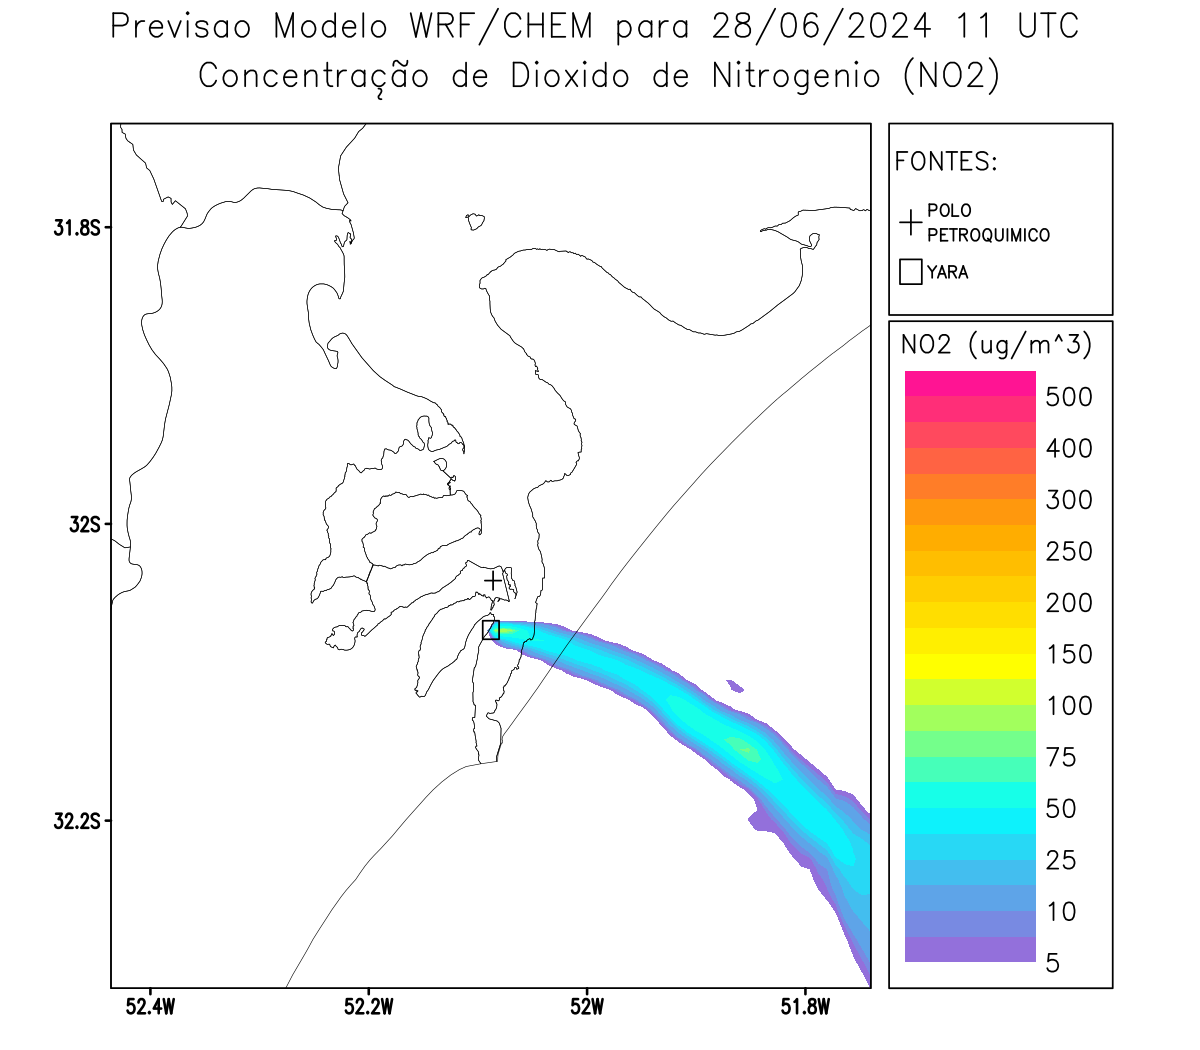 Previsao Modelo WRF/CHEM para 28/06/2024 11 UTC
Concentração de Dioxido de Nitrogenio (NO2)
FONTES:
POLO
PETROQUIMICO
YARA
NO2 (ug/m^3)
500
400
300
250
200
150
100
75
50
25
10
5
31.8S
32S
32.2S
52.4W 52.2W 52W 51.8W